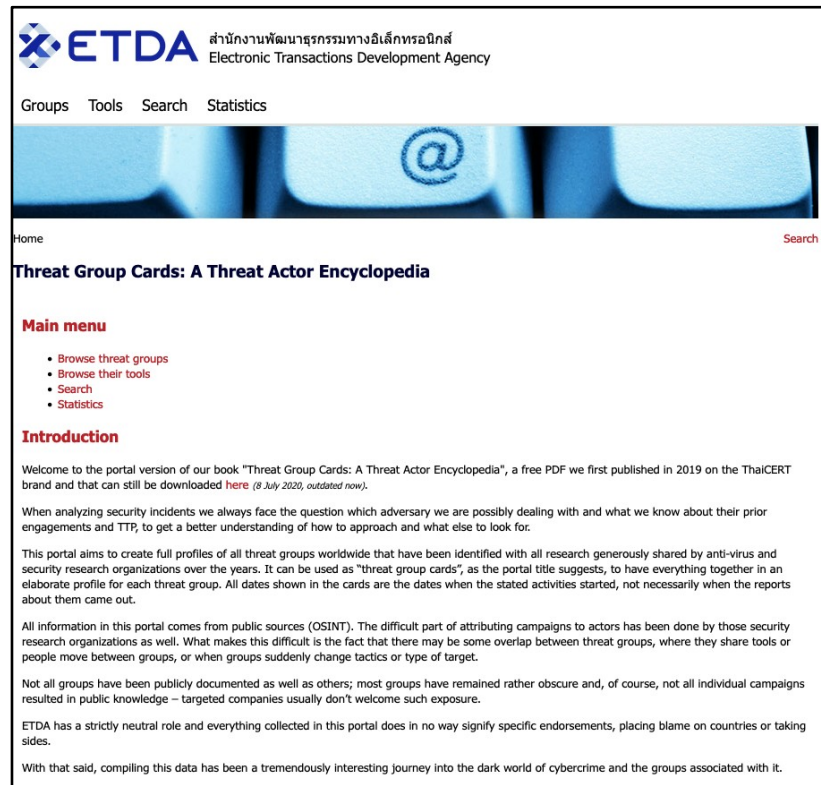 ETDA
สำนักงานพัฒนาธุรกรรมทางอิเล็กทรอนิกส์
Electronic Transactions Development Agency
Groups Tools Search Statistics
@
Home Search
Threat Group Cards: A Threat Actor Encyclopedia
Main menu
• Browse threat groups
• Browse their tools
• Search
• Statistics
Introduction
Welcome to the portal version of our book "Threat Group Cards: A Threat Actor Encyclopedia", a free PDF we first published in 2019 on the ThaiCERT
brand and that can still be downloaded here (8 July 2020, outdated now).
When analyzing security incidents we always face the question which adversary we are possibly dealing with and what we know about their prior
engagements and TTP, to get a better understanding of how to approach and what else to look for.
This portal aims to create full profiles of all threat groups worldwide that have been identified with all research generously shared by anti-virus and
security research organizations over the years. It can be used as “threat group cards”, as the portal title suggests, to have everything together in an
elaborate profile for each threat group. All dates shown in the cards are the dates when the stated activities started, not necessarily when the reports
about them came out.
All information in this portal comes from public sources (OSINT). The difficult part of attributing campaigns to actors has been done by those security
research organizations as well. What makes this difficult is the fact that there may be some overlap between threat groups, where they share tools or
people move between groups, or when groups suddenly change tactics or type of target.
Not all groups have been publicly documented as well as others; most groups have remained rather obscure and, of course, not all individual campaigns
resulted in public knowledge – targeted companies usually don’t welcome such exposure.
ETDA has a strictly neutral role and everything collected in this portal does in no way signify specific endorsements, placing blame on countries or taking
sides.
With that said, compiling this data has been a tremendously interesting journey into the dark world of cybercrime and the groups associated with it.